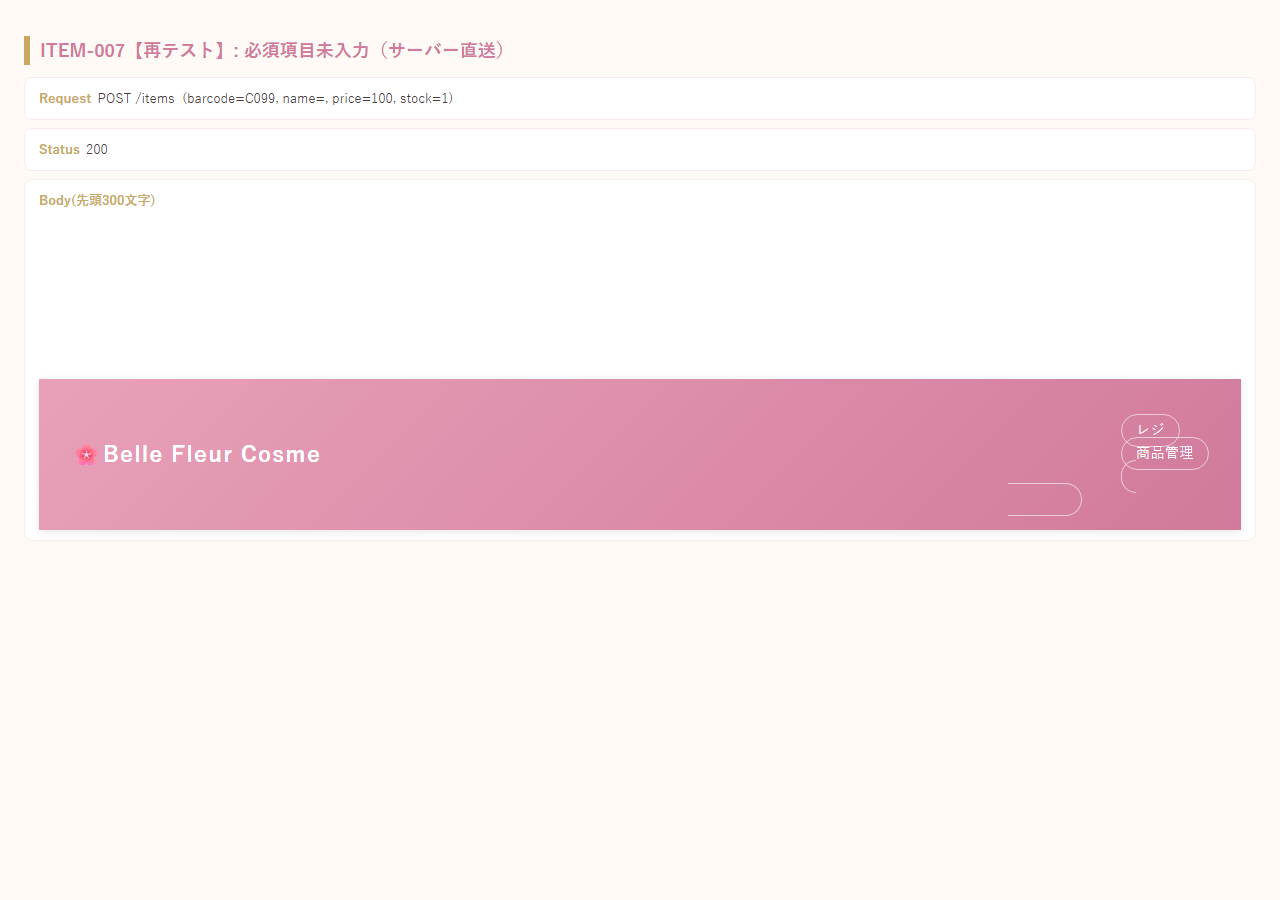 ITEM-007【再テスト】: 必須項目未入力（サーバー直送）
Request POST /items (barcode=C099, name=, price=100, stock=1)
Status 200
Body(先頭300文字)
🌸 Belle Fleur Cosme
レジ
商品管理